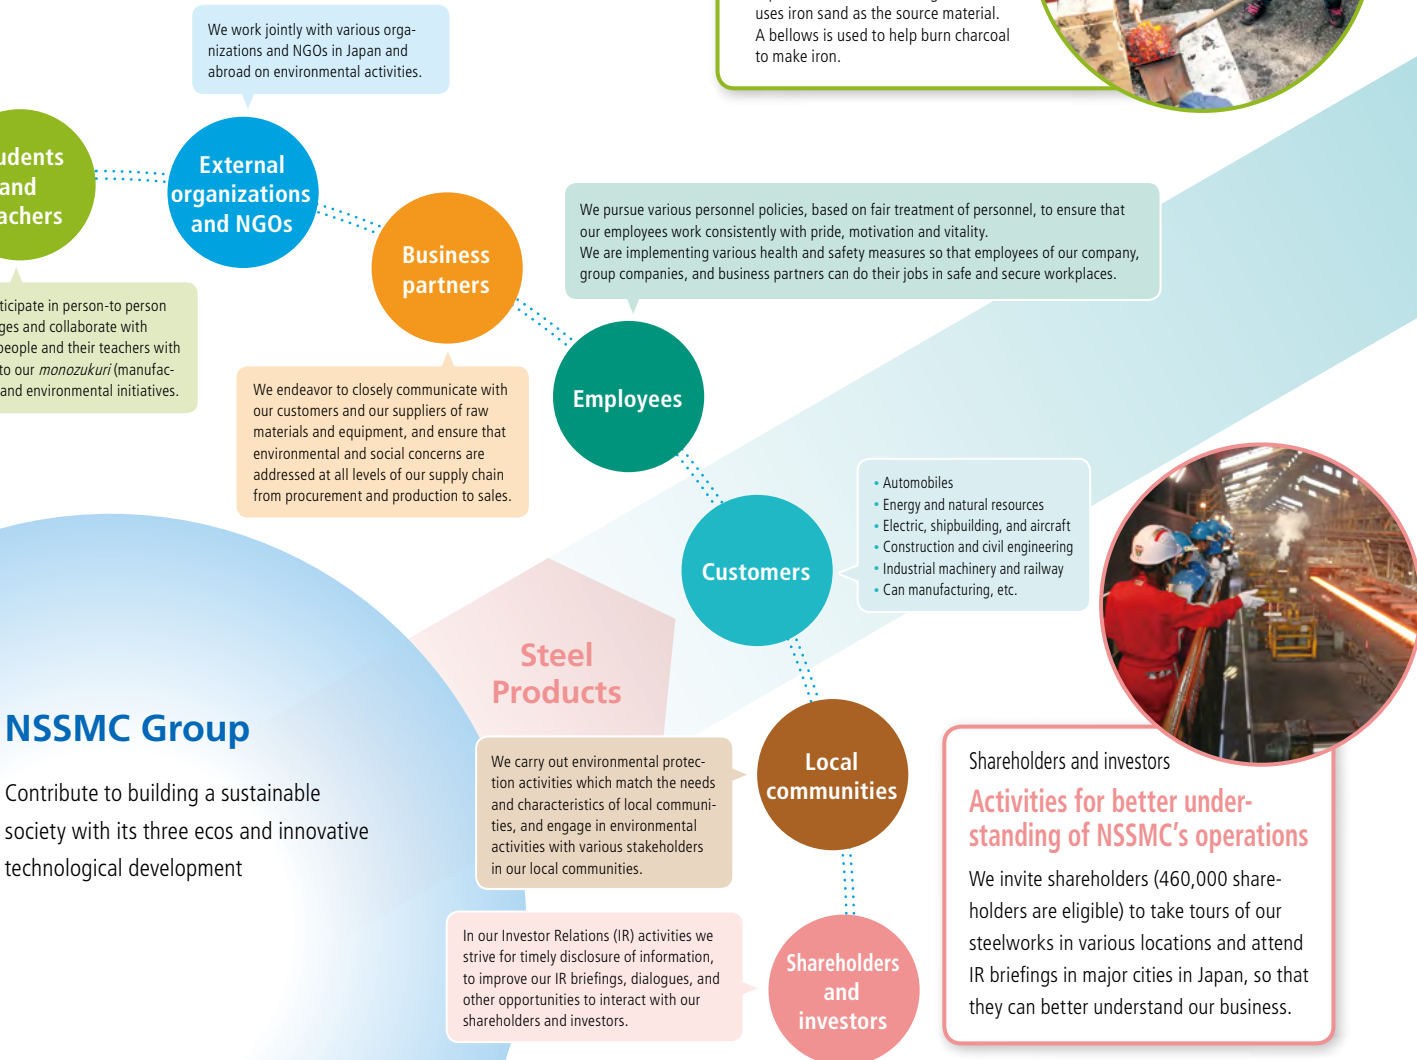 We work jointly with various orga-
nizations and NGOs in Japan and
abroad on environmental activities.
uses iron sand as the source material.
A bellows is used to help burn charcoal
to make iron.
and
External
organizations
and NGOs
person-to person
and collaborate with
and their teachers with
to our monozukuri (manufac-
and environmental initiatives.
Business
partners
We endeavor to closely communicate with
our customers and our suppliers of raw
materials and equipment, and ensure that
environmental and social concerns are
addressed at all levels of our supply chain
from procurement and production to sales.
We pursue various personnel policies, based on fair treatment of personnel, to ensure that
our employees work consistently with pride, motivation and vitality.
We are implementing various health and safety measures so that employees of our company,
group companies, and business partners can do their jobs in safe and secure workplaces.
Employees
Customers
• Automobiles
• Energy and natural resources
• Electric, shipbuilding, and aircraft
• Construction and civil engineering
• Industrial machinery and railway
• Can manufacturing, etc.
Steel
Products
NSSMC Group
Contribute to building a sustainable
society with its three ecos and innovative
technological development
We carry out environmental protec-
tion activities which match the needs
and characteristics of local communi-
ties, and engage in environmental
activities with various stakeholders
in our local communities.
Local
communities
In our Investor Relations (IR) activities we
strive for timely disclosure of information,
to improve our IR briefings, dialogues, and
other opportunities to interact with our
shareholders and investors.
Shareholders
and
investors
Shareholders and investors
Activities for better under-
standing of NSSMC's operations
We invite shareholders (460,000 share-
holders are eligible) to take tours of our
steelworks in various locations and attend
IR briefings in major cities in Japan, so that
they can better understand our business.